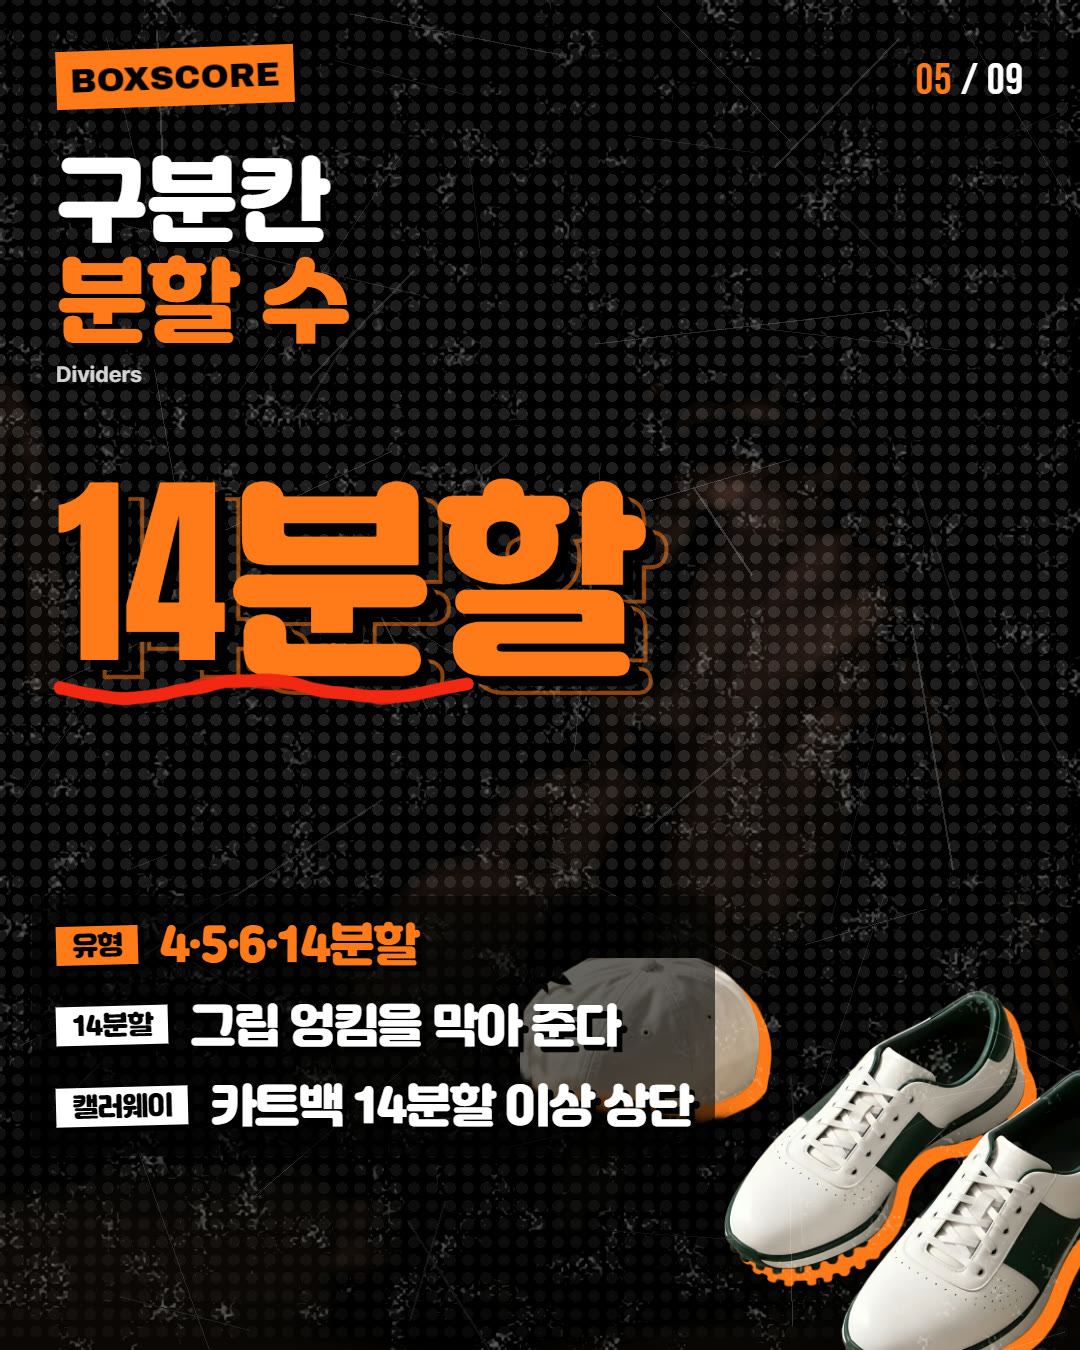 BOXSCORE
05 / 09
구분칸
분할 수
Dividers
14분할
유형 4·5·6·14분할
14분할 그립 엉킴을 막아 준다
캘러웨이 카트백 14분할 이상 상단